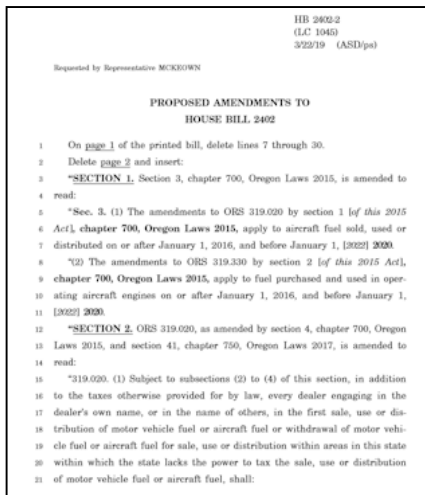 HB 2402-2
(LC 1045)
3/22/19 (ASD/ps)
Requested by Representative MCKEOWN
PROPOSED AMENDMENTS TO
HOUSE BILL 2402
1 On page 1 of the printed bill, delete lines 7 through 30.
2 Delete page 2 and insert:
3 “SECTION 1. Section 3, chapter 700, Oregon Laws 2015, is amended to
4 read:
5 “Sec. 3. (1) The amendments to ORS 319.020 by section 1 [of this 2015
6 Act], chapter 700, Oregon Laws 2015, apply to aircraft fuel sold, used or
7 distributed on or after January 1, 2016, and before January 1, [2022] 2020.
8 “(2) The amendments to ORS 319.330 by section 2 [of this 2015 Act],
9 chapter 700, Oregon Laws 2015, apply to fuel purchased and used in oper-
10 ating aircraft engines on or after January 1, 2016, and before January 1,
11 [2022] 2020.
12 “SECTION 2. ORS 319.020, as amended by section 4, chapter 700, Oregon
13 Laws 2015, and section 41, chapter 750, Oregon Laws 2017, is amended to
14 read:
15 “319.020. (1) Subject to subsections (2) to (4) of this section, in addition
16 to the taxes otherwise provided for by law, every dealer engaging in the
17 dealer’s own name, or in the name of others, in the first sale, use or dis-
18 tribution of motor vehicle fuel or aircraft fuel or withdrawal of motor vehi-
19 cle fuel or aircraft fuel for sale, use or distribution within areas in this state
20 within which the state lacks the power to tax the sale, use or distribution
21 of motor vehicle fuel or aircraft fuel, shall: